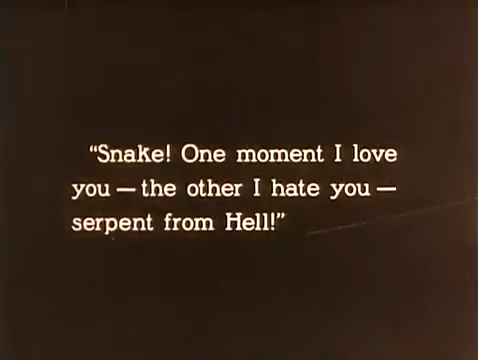 “Snake! One moment I love
you — the other I hate you —
serpent from Hell!”